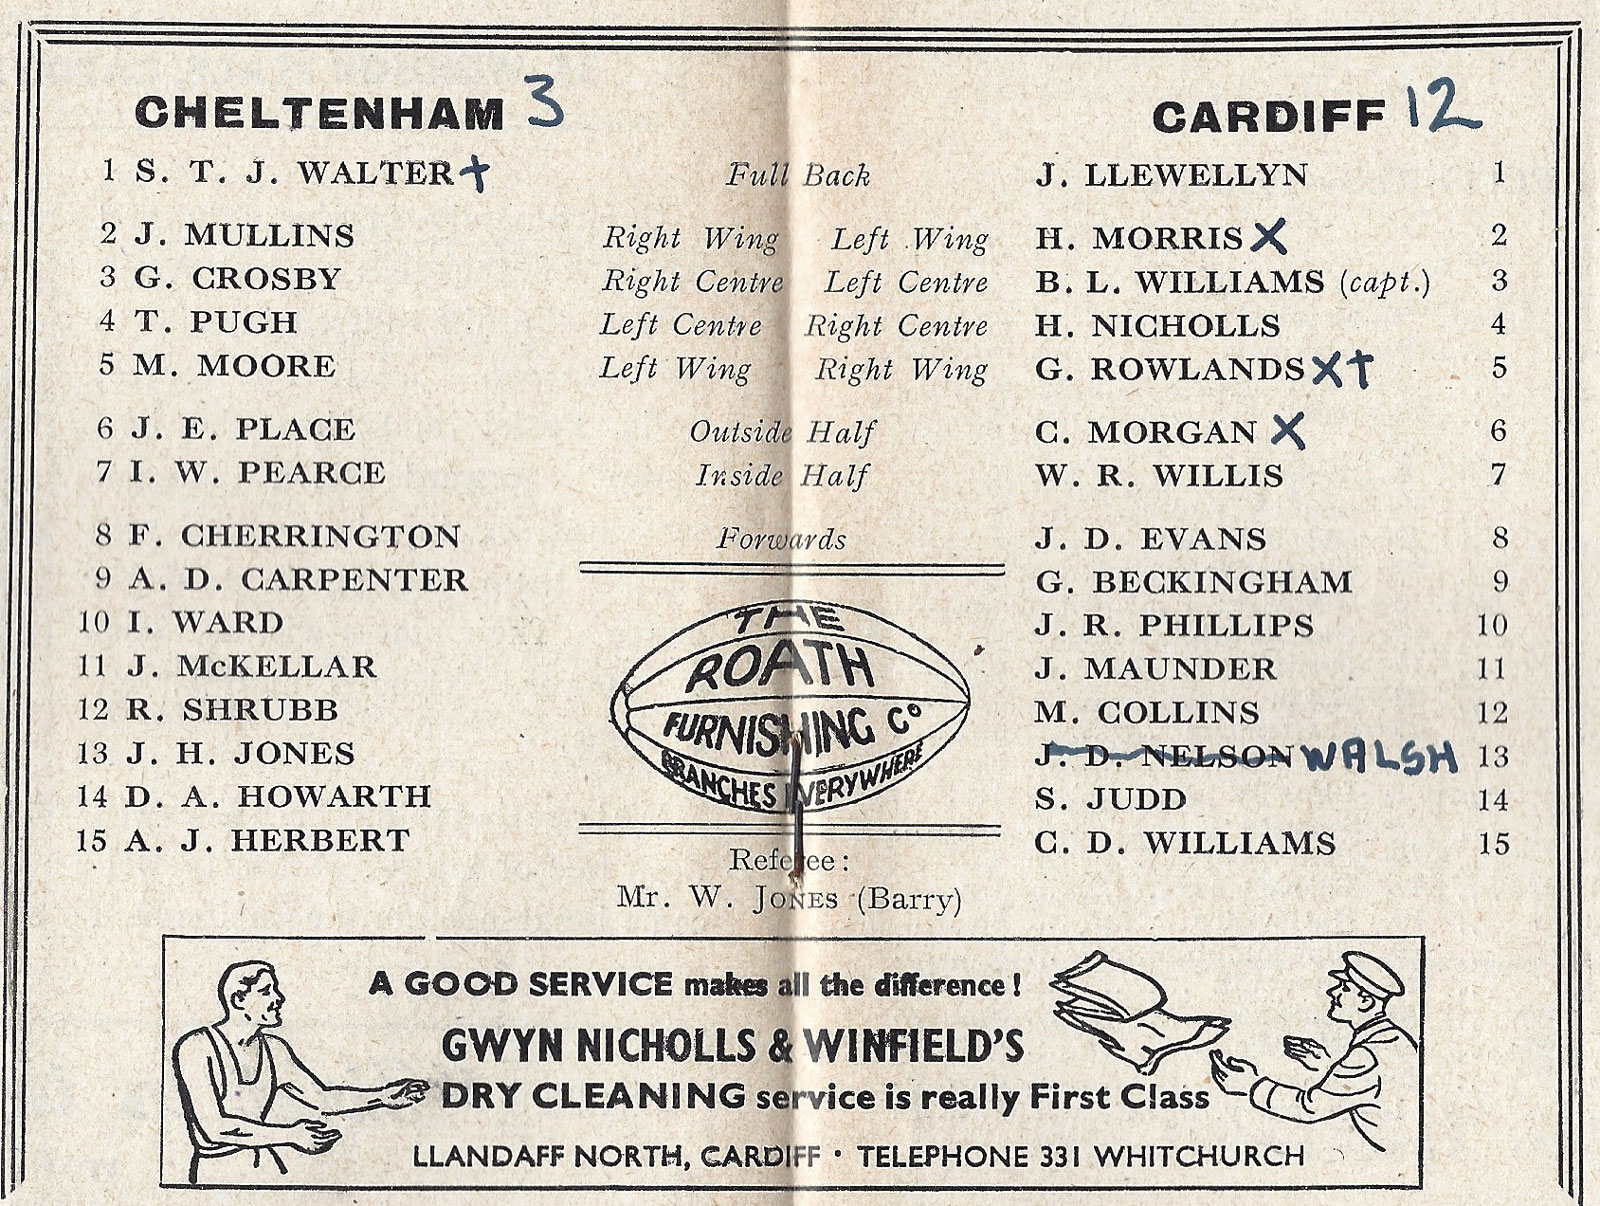 CHELTENHAM 3 CARDIFF 12
1 S. T. J. WALTER † Full Back J. LLEWELLYN 1
2 J. MULLINS Right Wing Left Wing H. MORRIS X 2
3 G. CROSBY Right Centre Left Centre B. L. WILLIAMS (capt.) 3
4 T. PUGH Left Centre Right Centre H. NICHOLLS 4
5 M. MOORE Left Wing Right Wing G. ROWLANDS X† 5
6 J. E. PLACE Outside Half C. MORGAN X 6
7 I. W. PEARCE Inside Half W. R. WILLIS 7
8 F. CHERRINGTON Forwards J. D. EVANS 8
9 A. D. CARPENTER G. BECKINGHAM 9
10 I. WARD J. R. PHILLIPS 10
11 J. McKELLAR J. MAUNDER 11
12 R. SHRUBB M. COLLINS 12
13 J. H. JONES J. D. NELSON WALSH 13
14 D. A. HOWARTH S. JUDD 14
15 A. J. HERBERT C. D. WILLIAMS 15
THE
ROATH
FURNISHING Cº
BRANCHES EVERYWHERE
Referee:
Mr. W. JONES (Barry)
A GOOD SERVICE makes all the difference!
GWYN NICHOLLS & WINFIELD'S
DRY CLEANING service is really First Class
LLANDAFF NORTH, CARDIFF · TELEPHONE 331 WHITCHURCH